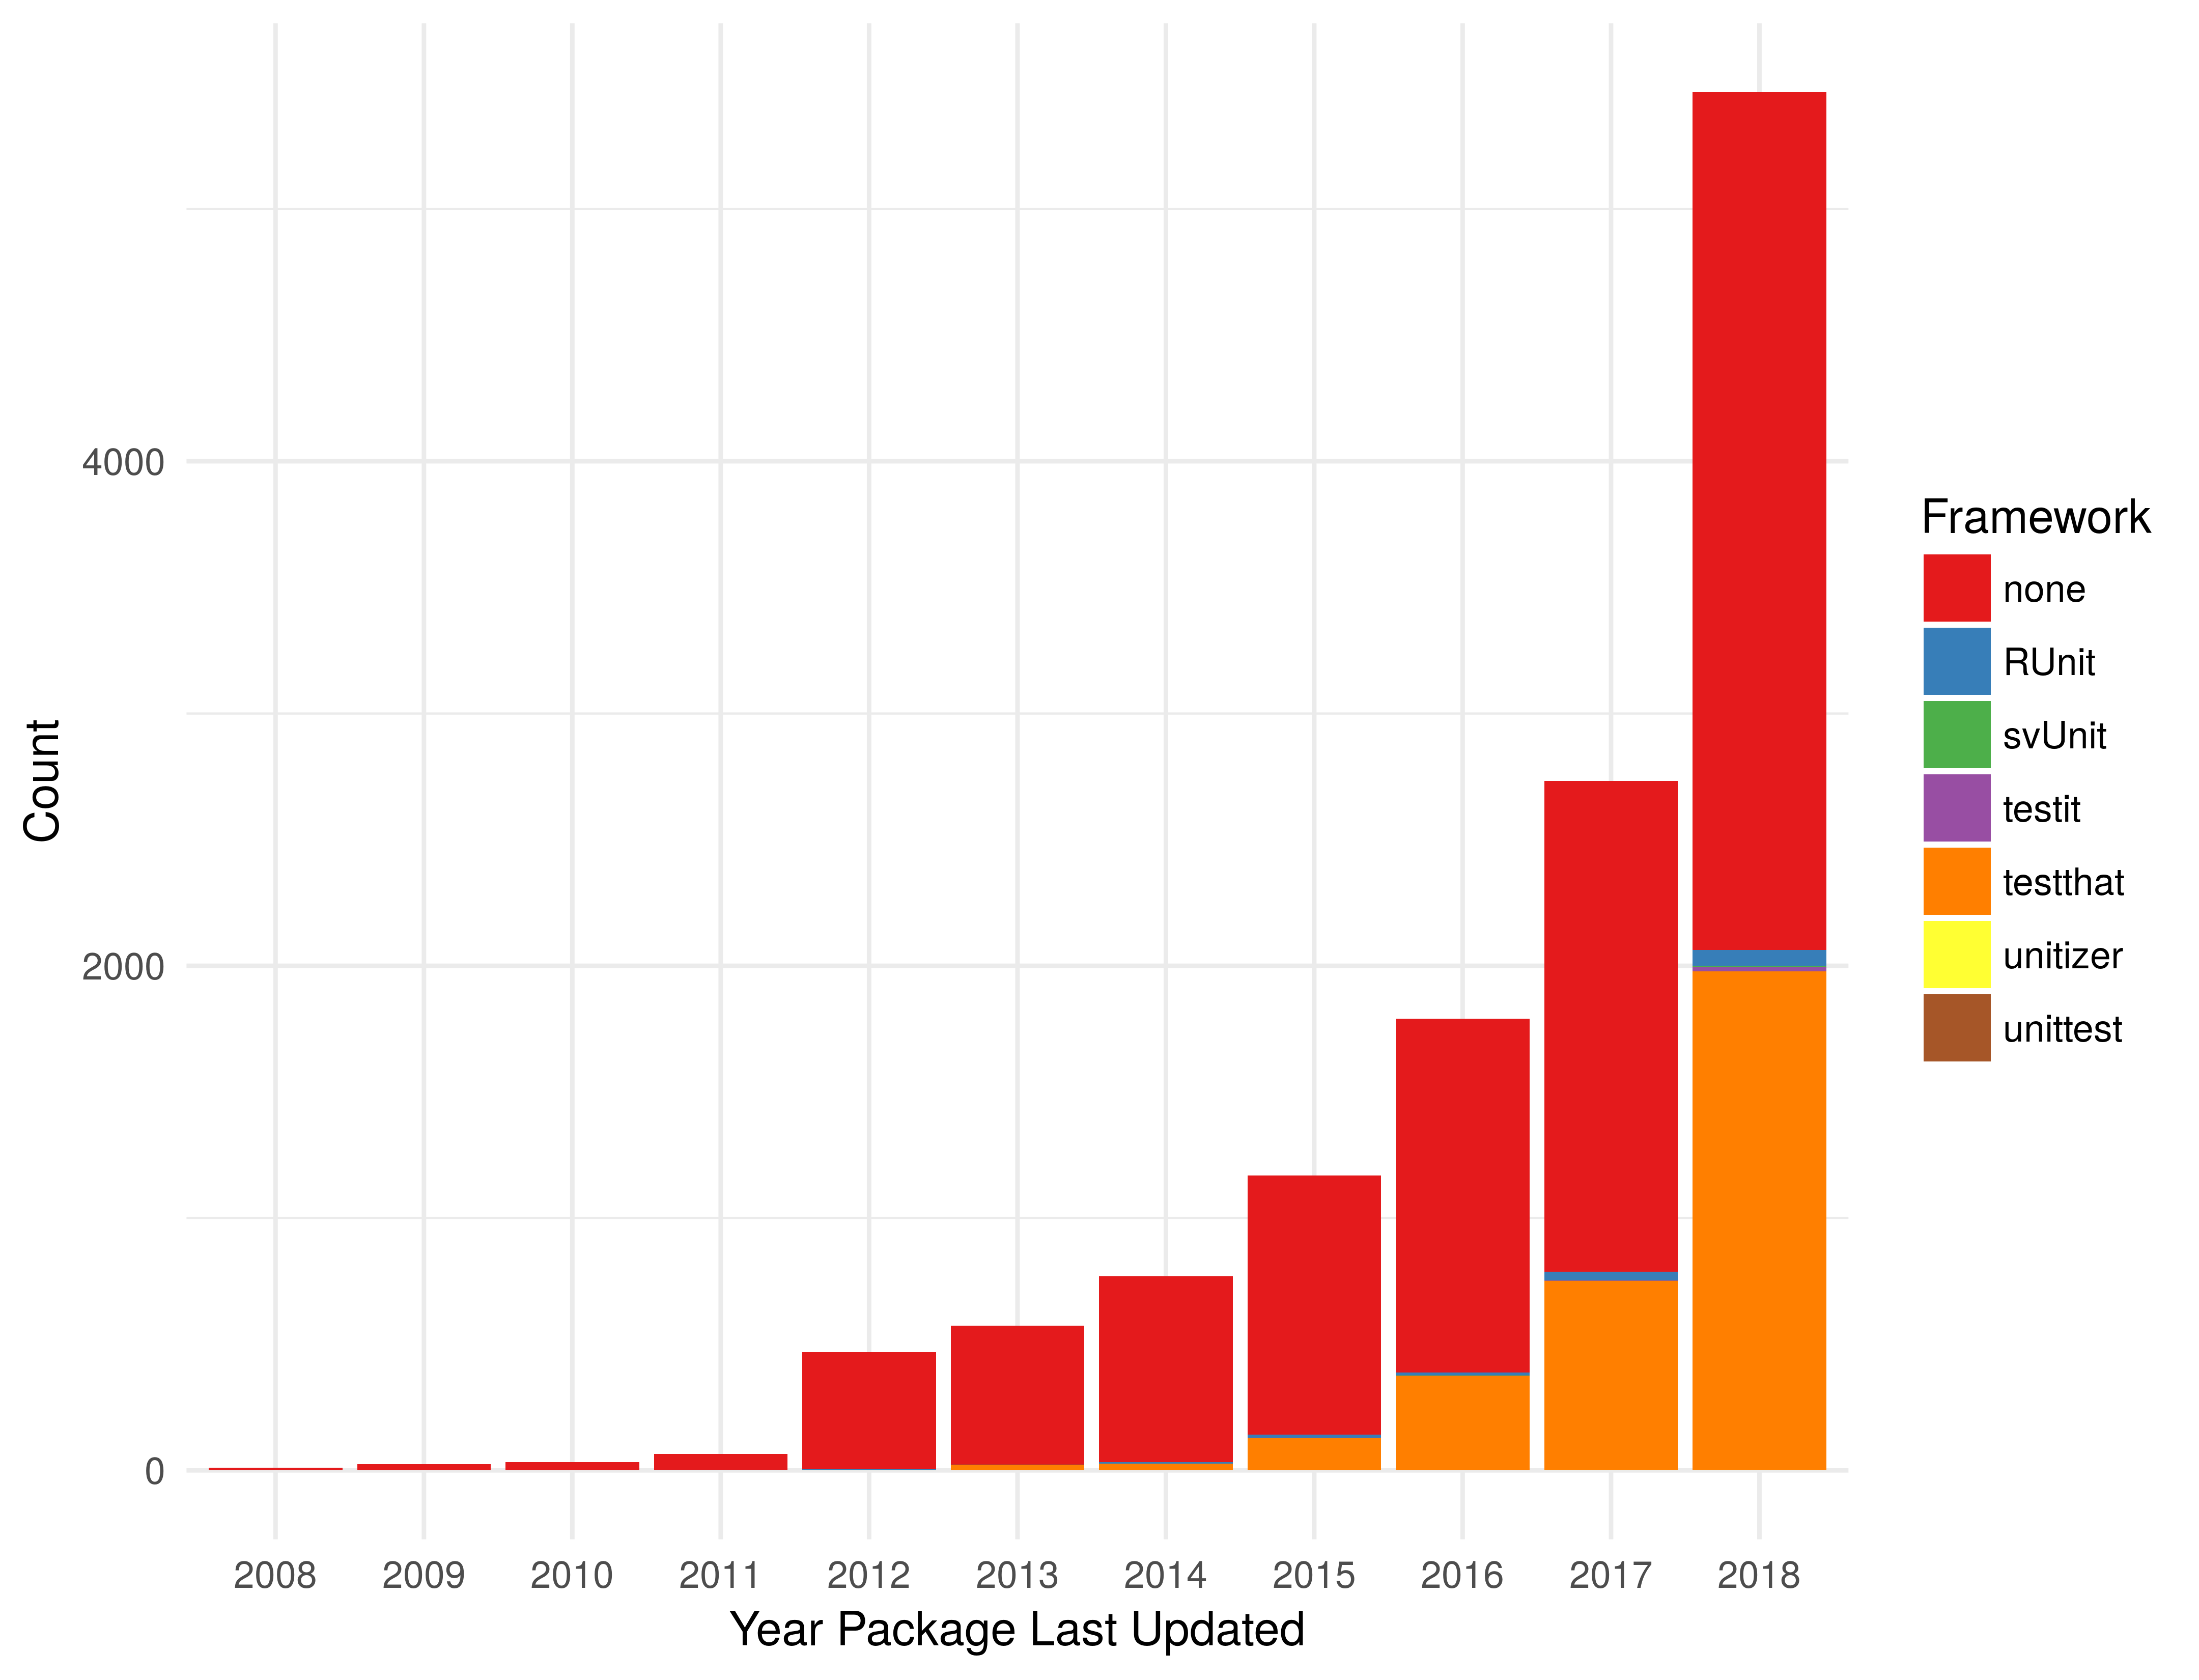 Count
4000
2000
0
2008 2009 2010 2011 2012 2013 2014 2015 2016 2017 2018
Year Package Last Updated
Framework
none
RUnit
svUnit
testit
testthat
unitizer
unittest